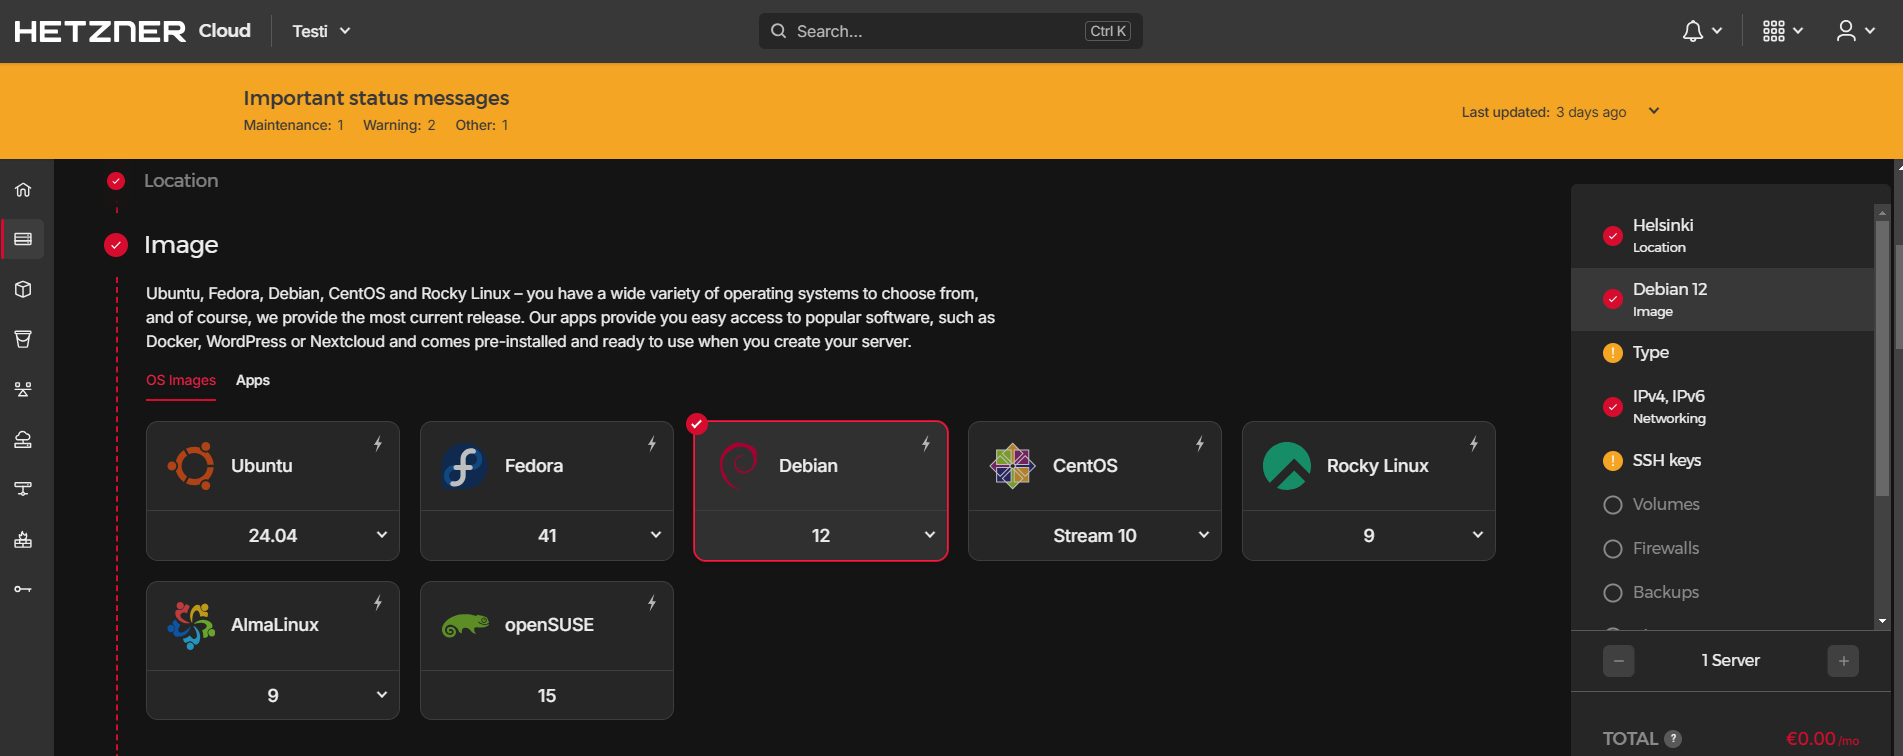 HETZNER Cloud
Testi
Search...
Ctrl K
Important status messages
Maintenance: 1 Warning: 2 Other: 1
Last updated: 3 days ago
Location
Image
Ubuntu, Fedora, Debian, CentOS and Rocky Linux – you have a wide variety of operating systems to choose from,
and of course, we provide the most current release. Our apps provide you easy access to popular software, such as
Docker, WordPress or Nextcloud and comes pre-installed and ready to use when you create your server.
OS Images
Apps
Ubuntu
24.04
Fedora
41
Debian
12
CentOS
Stream 10
Rocky Linux
9
AlmaLinux
9
openSUSE
15
Helsinki
Location
Debian 12
Image
Type
IPv4, IPv6
Networking
SSH keys
Volumes
Firewalls
Backups
1 Server
TOTAL ?
€0.00 /mo